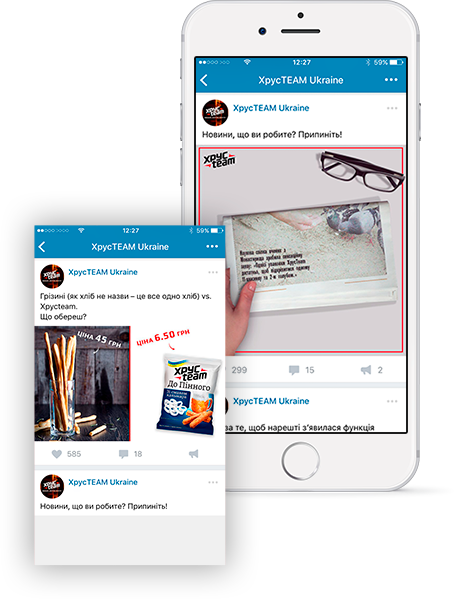 12:27
59%
ХрусTEAM Ukraine
ХрусTEAM Ukraine
Новини, що ви робите? Припиніть!
ХРУС
team
299
15
2
ХрусTEAM Ukraine
за те, щоб нарешті з'явилася функція
12:27
59%
ХрусTEAM Ukraine
ХрусTEAM Ukraine
Грізині (як хліб не назви – це все одно хліб) vs.
Хрусteam.
Що обереш?
ЦІНА 45 ГРН
ЦІНА 6.50 ГРН
ХРУС
team
До Пінного
585
18
ХрусTEAM Ukraine
Новини, що ви робите? Припиніть!